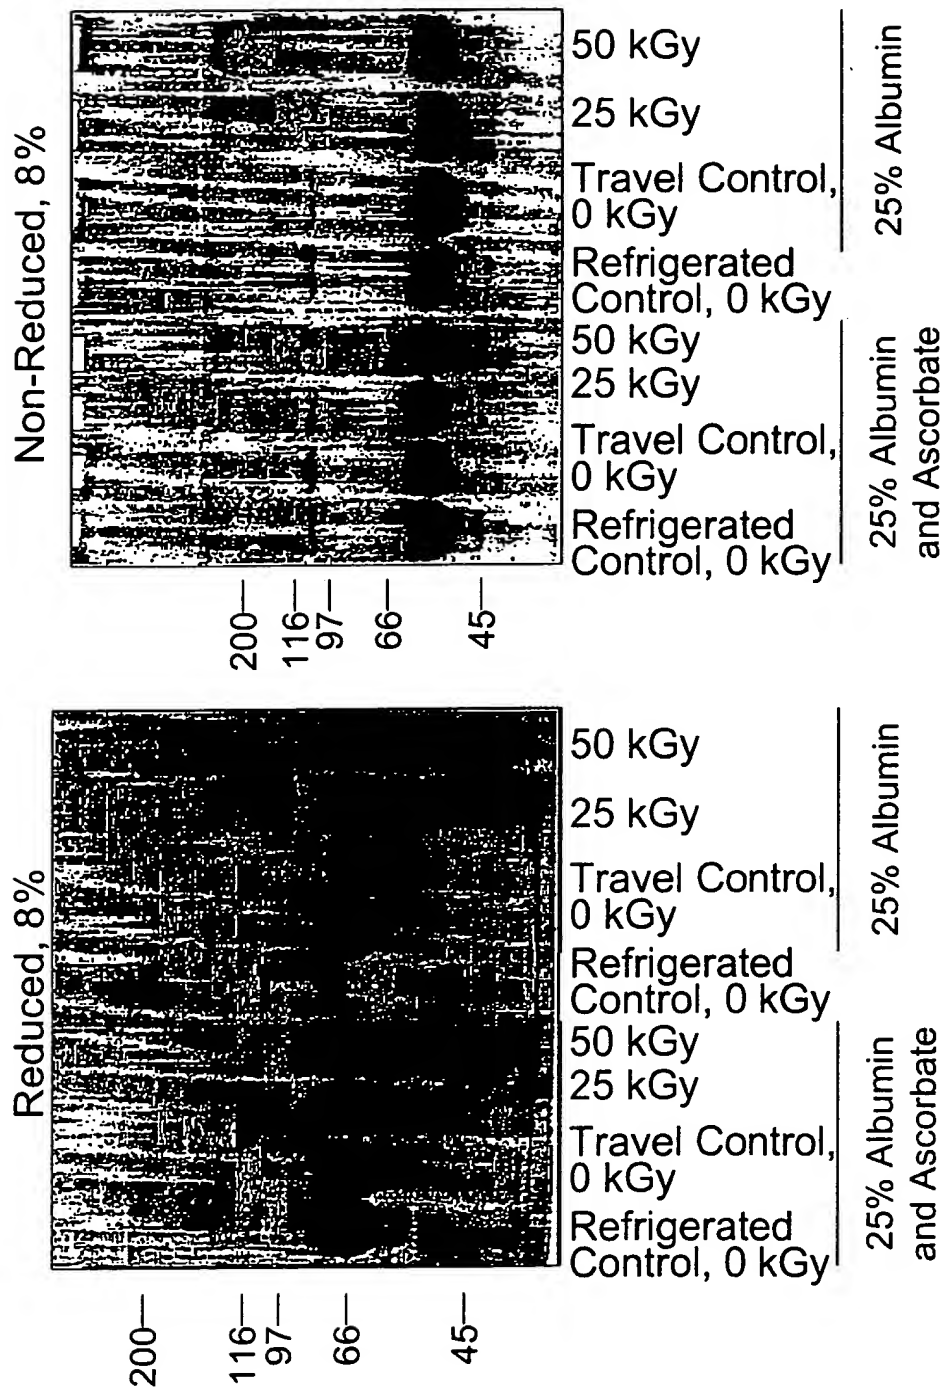 Non-Reduced, 8%
50 kGy
25 kGy
Travel Control,
0 kGy
Refrigerated
Control, 0 kGy
50 kGy
25 kGy
Travel Control,
0 kGy
Refrigerated
Control, 0 kGy
25% Albumin
25% Albumin
and Ascorbate
200
116
97
66
45
Reduced, 8%
50 kGy
25 kGy
Travel Control,
0 kGy
Refrigerated
Control, 0 kGy
50 kGy
25 kGy
Travel Control,
0 kGy
Refrigerated
Control, 0 kGy
25% Albumin
25% Albumin
and Ascorbate
200
116
97
66
45